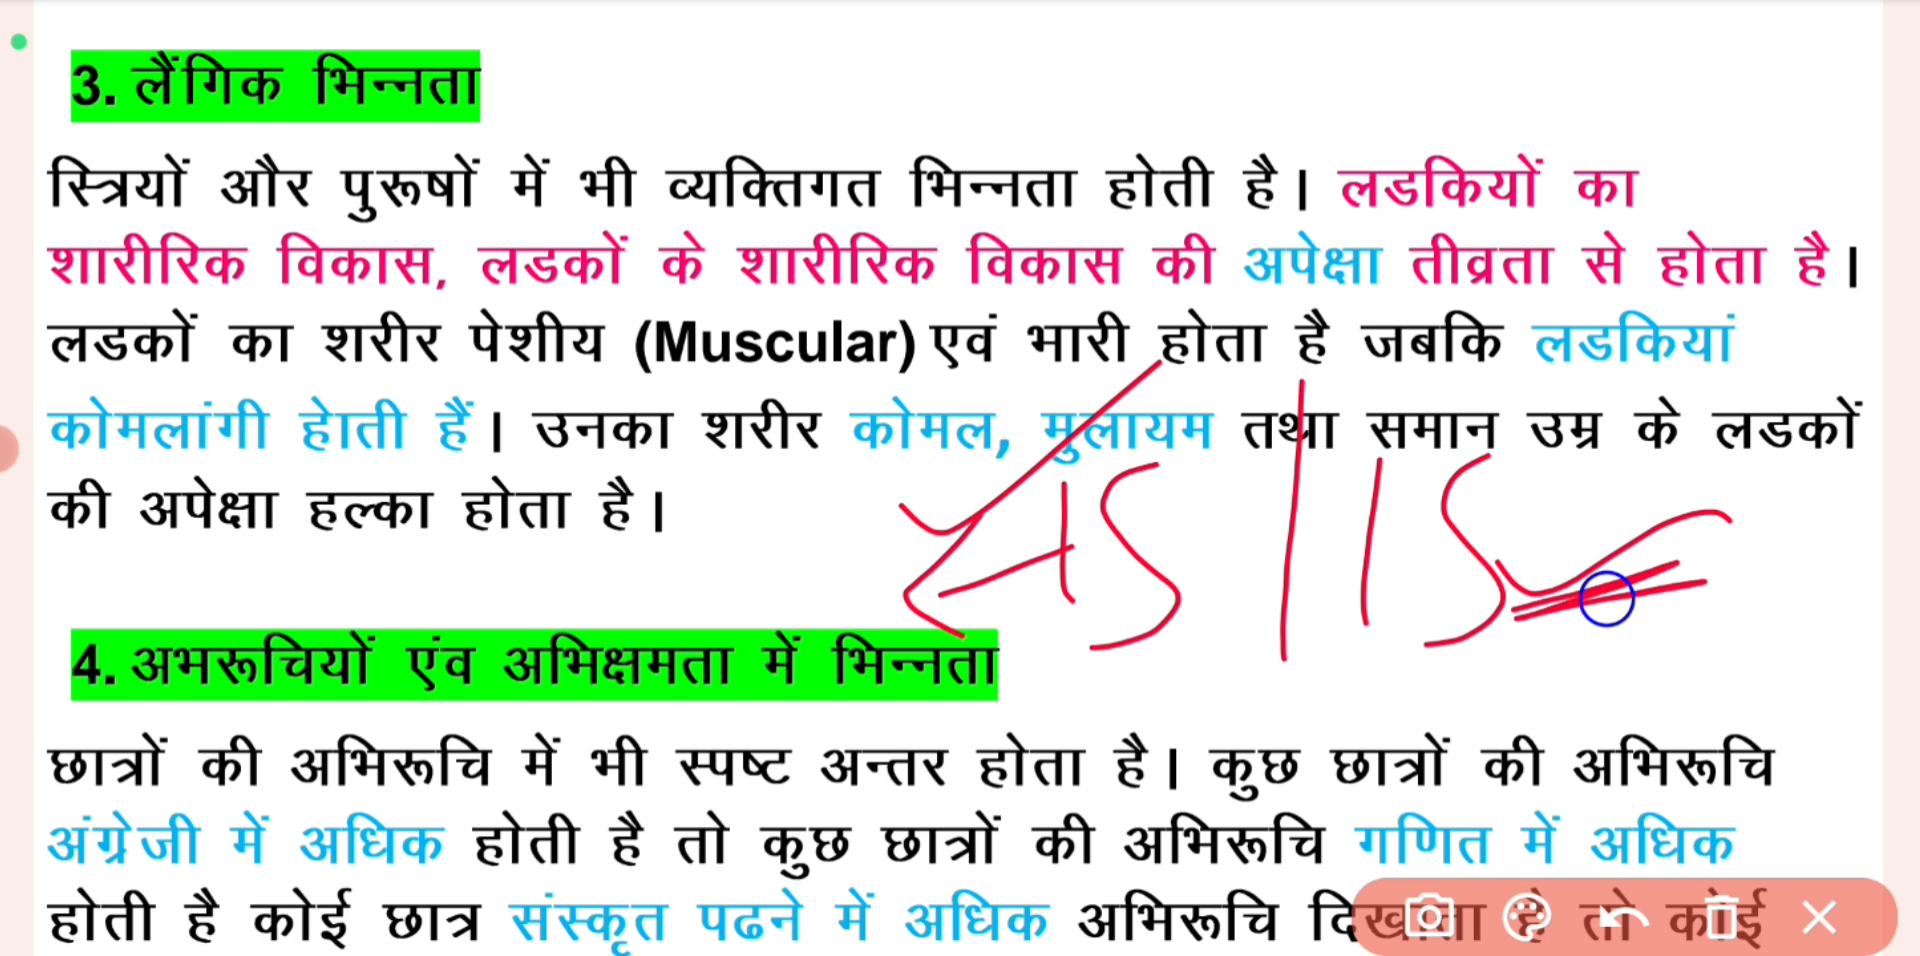 3. लैंगिक भिन्नता
स्त्रियों और पुरूषों में भी व्यक्तिगत भिन्नता होती है। लडकियों का
शारीरिक विकास, लडकों के शारीरिक विकास की अपेक्षा तीव्रता से होता है।
लडकों का शरीर पेशीय (Muscular) एवं भारी होता है जबकि लडकियां
कोमलांगी हेाती हैं। उनका शरीर कोमल, मुलायम तथा समान उम्र के लडकों
की अपेक्षा हल्का होता है।
15
4. अभरूचियों एंव अभिक्षमता में भिन्नता
छात्रों की अभिरूचि में भी स्पष्ट अन्तर होता है। कुछ छात्रों की अभिरूचि
अंग्रेजी में अधिक होती है तो कुछ छात्रों की अभिरूचि गणित में अधिक
होती है कोई छात्र संस्कृत पढने में अधिक अभिरूचि दिखाता है तो कोई